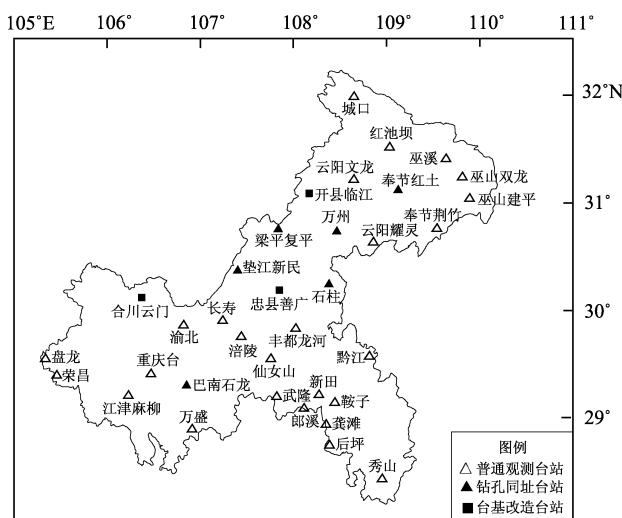 105°E 106° 107° 108° 109° 110° 111°
32°N
城口
红池坝
巫溪
云阳文龙
巫山双龙
奉节红土
开县临江
31°
巫山建平
万州
奉节荆竹
梁平复平
云阳耀灵
垫江新民
忠县善广
石柱
合川云门
30°
长寿
渝北
丰都龙河
涪陵
黔江
盘龙
重庆台
仙女山
荣昌
巴南石龙
新田
武隆
鞍子
江津麻柳
郎溪
29°
万盛
龚滩
后坪
秀山
图例
普通观测台站
钻孔同址台站
台基改造台站